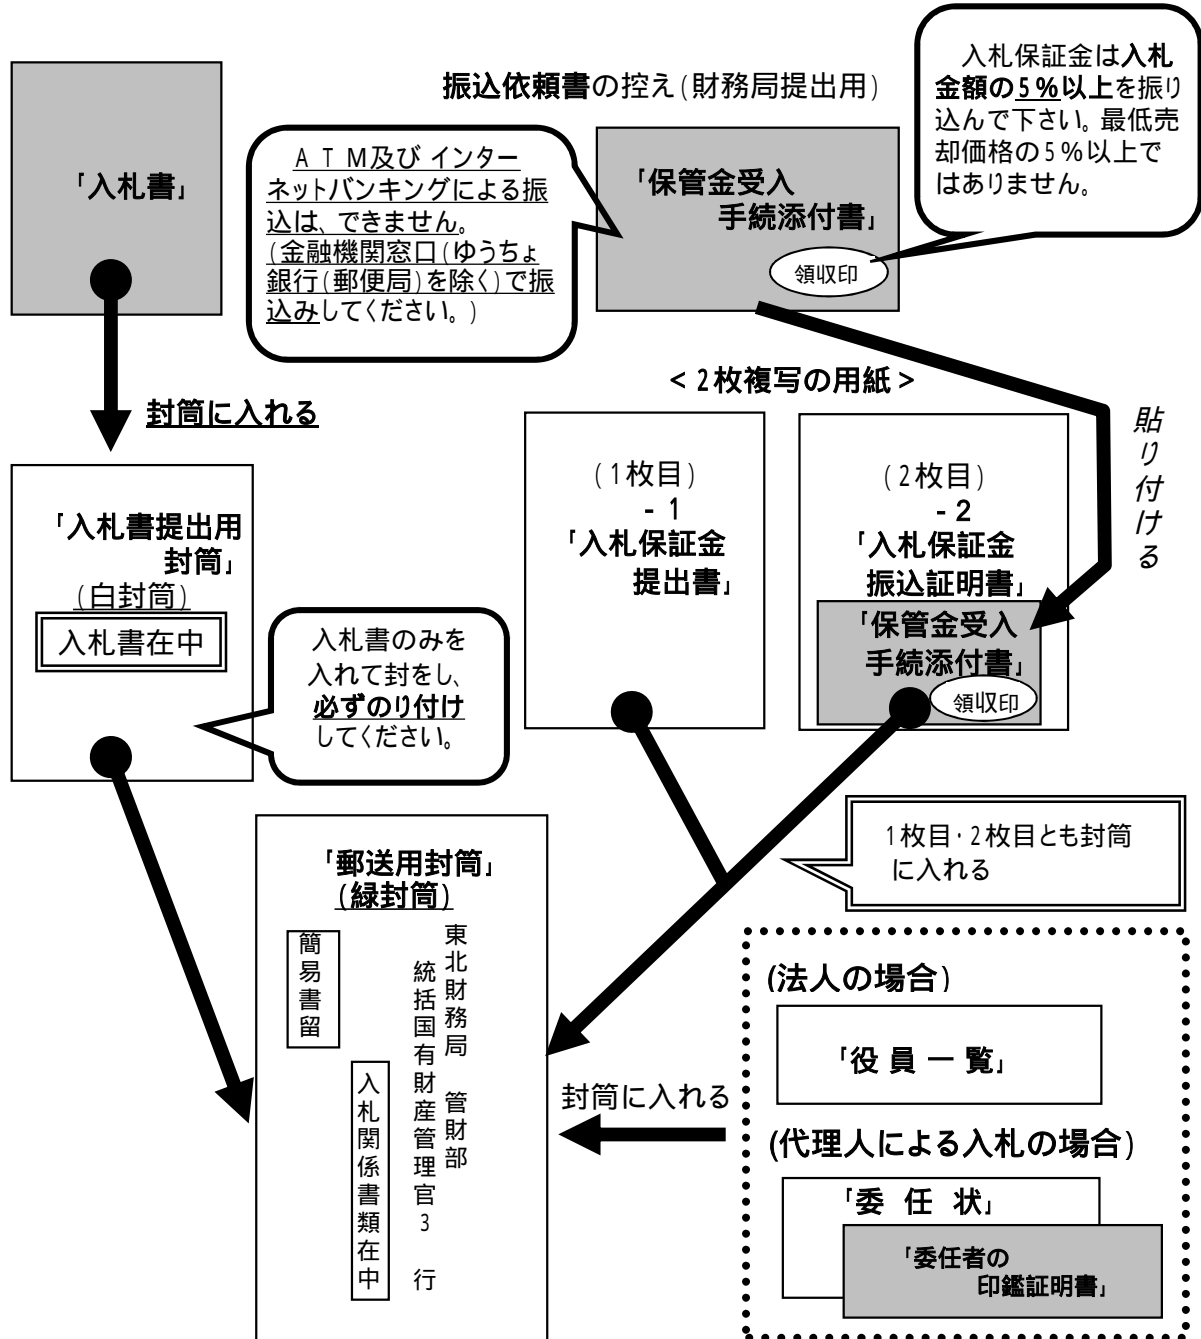 入札保証金は入札
金額の5%以上を振り
込んで下さい。最低売
却価格の5%以上で
はありません。
振込依頼書の控え(財務局提出用)
「入札書」
ATM及びインター
ネットバンキングによる振
込は、できません。
(金融機関窓口(ゆうちょ
銀行(郵便局)を除く)で振
込みしてください。)
「保管金受入
手続添付書」
領収印
<2枚複写の用紙>
封筒に入れる
貼り付ける
「入札書提出用
封筒」
(白封筒)
入札書在中
(1枚目)
-1
「入札保証金
提出書」
(2枚目)
-2
「入札保証金
振込証明書」
「保管金受入
手続添付書」
領収印
入札書のみを
入れて封をし、
必ずのり付け
してください。
1枚目・2枚目とも封筒
に入れる
「郵送用封筒」
(緑封筒)
東北財務局 管財部
統括国有財産管理官3 行
簡易書留
入札関係書類在中
封筒に入れる
(法人の場合)
「役員一覧」
(代理人による入札の場合)
「委任状」
「委任者の
印鑑証明書」